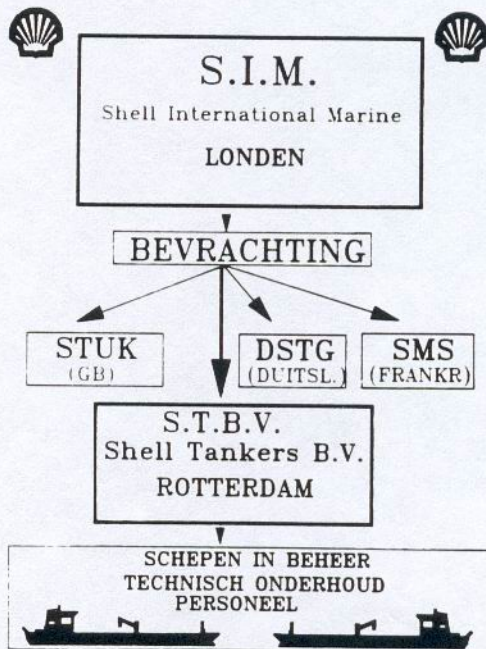 S.I.M.
Shell International Marine
LONDEN
BEVRACHTING
STUK
(GB)
DSTG
(DUITSL.)
SMS
(FRANKR)
S.T.B.V.
Shell Tankers B.V.
ROTTERDAM
SCHEPEN IN BEHEER
TECHNISCH ONDERHOUD
PERSONEEL